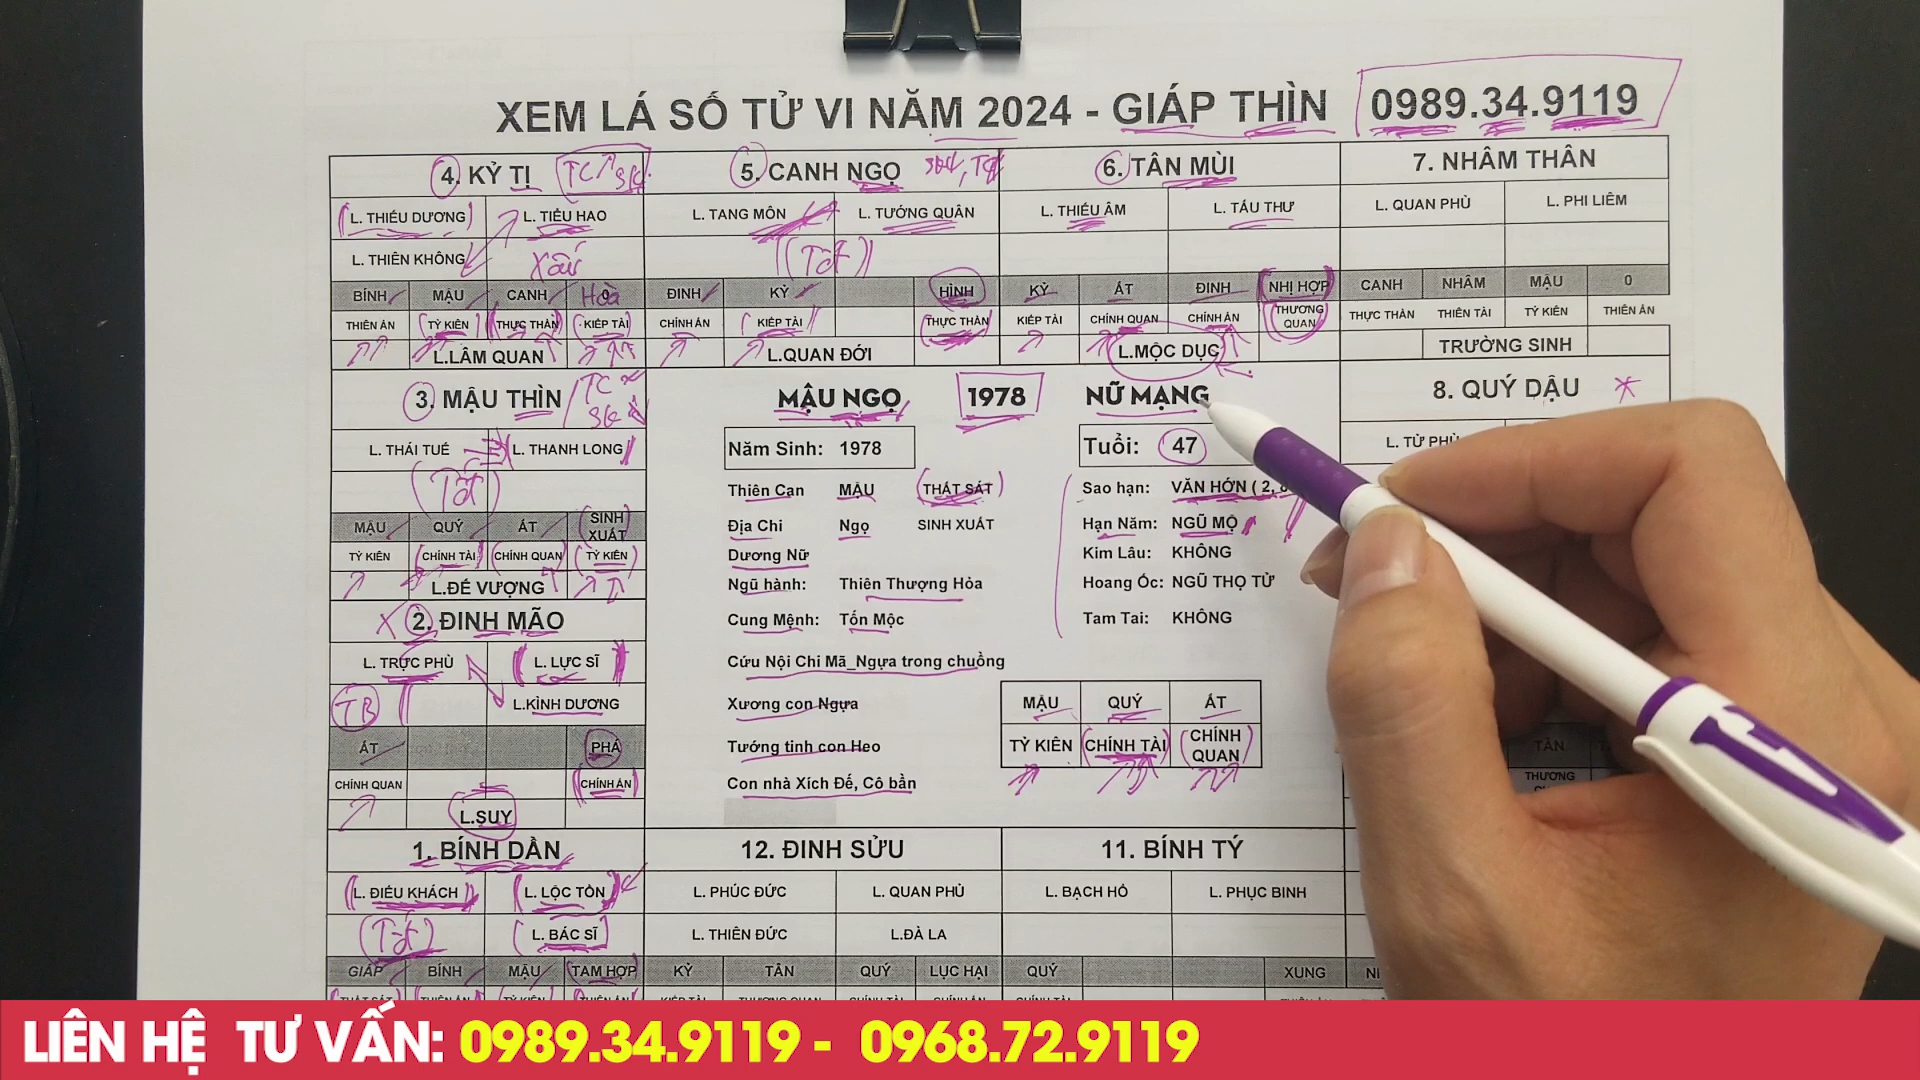 XEM LÁ SỐ TỬ VI NĂM 2024 - GIÁP THÌN 0989.34.9119
4. KỶ TỊ TC
5. CANH NGỌ
6. TÂN MÙI
7. NHÂM THÂN
L. THIẾU DƯƠNG L. TIỂU HAO L. TANG MÔN L. TƯỚNG QUÂN L. THIẾU ÂM L. TẤU THƯ L. QUAN PHÙ L. PHI LIÊM
L. THIÊN KHÔNG Xấu (Tốt)
BÍNH MẬU CANH Hòa ĐINH KỶ HÌNH KỶ ẤT ĐINH NHỊ HỢP CANH NHÂM MẬU 0
THIÊN ẤN TỶ KIÊN THỰC THẦN KIẾP TÀI CHÍNH ẤN KIẾP TÀI THỰC THẦN KIẾP TÀI CHÍNH QUAN CHÍNH ẤN THƯƠNG QUAN THỰC THẦN THIÊN TÀI TỶ KIÊN THIÊN ẤN
L.LÂM QUAN L.QUAN ĐỚI L.MỘC DỤC TRƯỜNG SINH
3. MẬU THÌN TC
L. THÁI TUẾ L. THANH LONG
(Tốt)
MẬU QUÝ ẤT SINH XUẤT
TỶ KIÊN CHÍNH TÀI CHÍNH QUAN TỶ KIÊN
L.ĐẾ VƯỢNG
X 2. ĐINH MÃO
L. TRỰC PHÙ L. LỰC SĨ
TB L.KÌNH DƯƠNG
ẤT PHÁ
CHÍNH QUAN CHÍNH ẤN
L.SUY
MẬU NGỌ 1978 NỮ MẠNG
Năm Sinh: 1978 Tuổi: 47
Thiên Can MẬU (THẤT SÁT) Sao hạn: VĂN HỚN ( 2,
Địa Chi Ngọ SINH XUẤT Hạn Năm: NGŨ MỘ
Dương Nữ Kim Lâu: KHÔNG
Ngũ hành: Thiên Thượng Hỏa Hoang Ốc: NGŨ THỌ TỬ
Cung Mệnh: Tốn Mộc Tam Tai: KHÔNG
Cứu Nội Chi Mã_Ngựa trong chuồng
Xương con Ngựa
Tướng tinh con Heo
Con nhà Xích Đế, Cô bần
MẬU QUÝ ẤT
TỶ KIÊN CHÍNH TÀI CHÍNH QUAN
8. QUÝ DẬU
L. TỬ PHÙ
TÂN
THƯƠNG
1. BÍNH DẦN 12. ĐINH SỬU 11. BÍNH TÝ
L. ĐIẾU KHÁCH L. LỘC TỒN L. PHÚC ĐỨC L. QUAN PHỦ L. BẠCH HỔ L. PHỤC BINH
(Tốt) L. BÁC SĨ L. THIÊN ĐỨC L.ĐÀ LA
GIÁP BÍNH MẬU TAM HỢP KỶ TÂN QUÝ LỤC HẠI QUÝ XUNG
LIÊN HỆ TƯ VẤN: 0989.34.9119 - 0968.72.9119